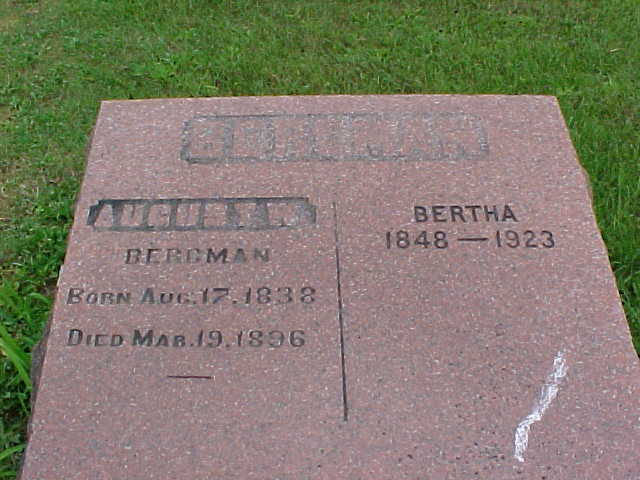 BERGMAN
AUGUST W.
BERGMAN
BORN AUG. 17. 1838
DIED MAR. 19. 1896
BERTHA
1848 — 1923